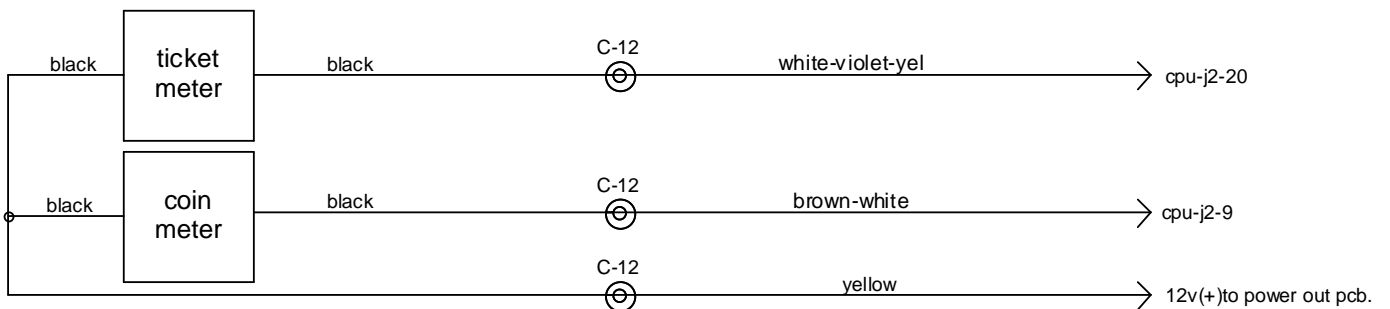 black
ticket
meter
black
C-12
white-violet-yel
cpu-j2-20
black
coin
meter
black
C-12
brown-white
cpu-j2-9
C-12
yellow
12v(+)to power out pcb.